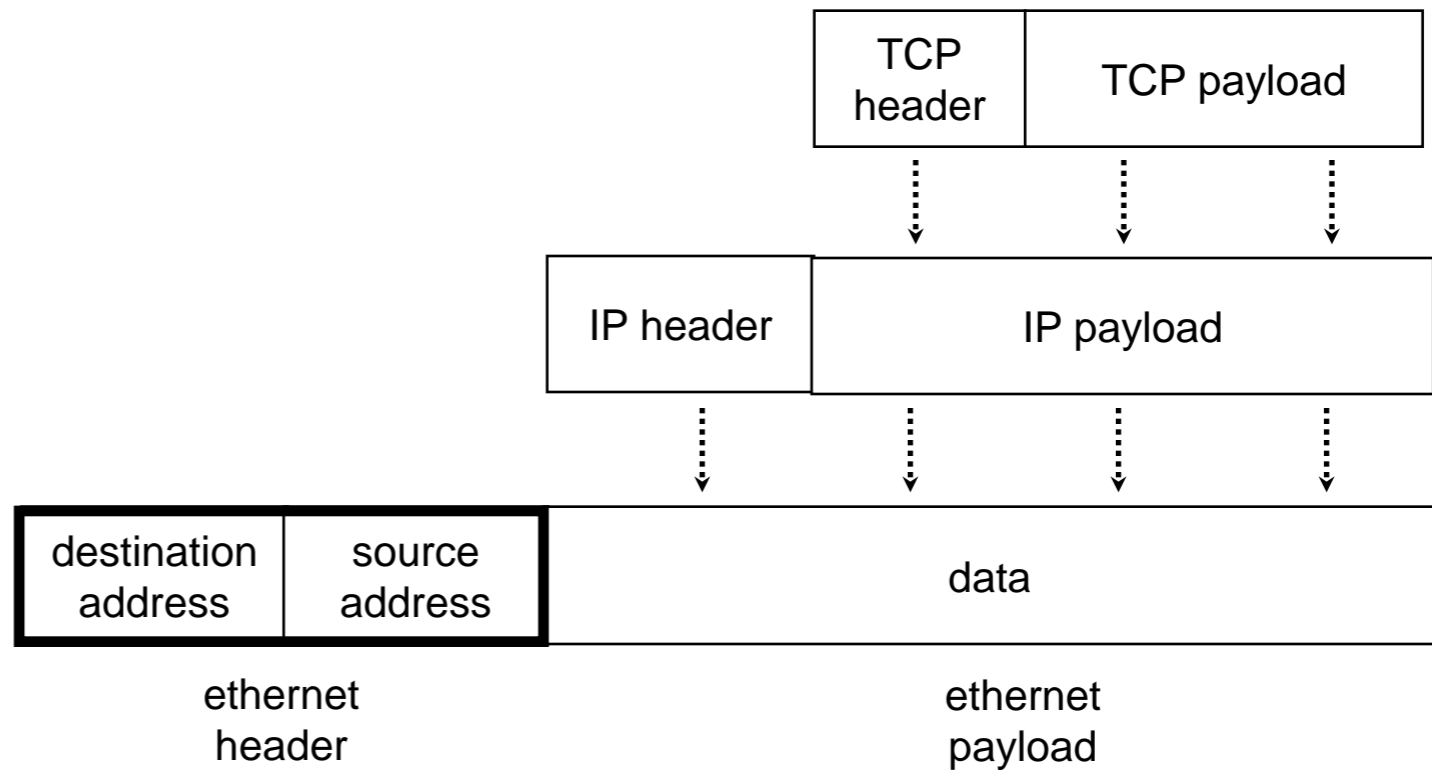 TCP
header
TCP payload
IP header
IP payload
destination
address
source
address
data
ethernet
header
ethernet
payload